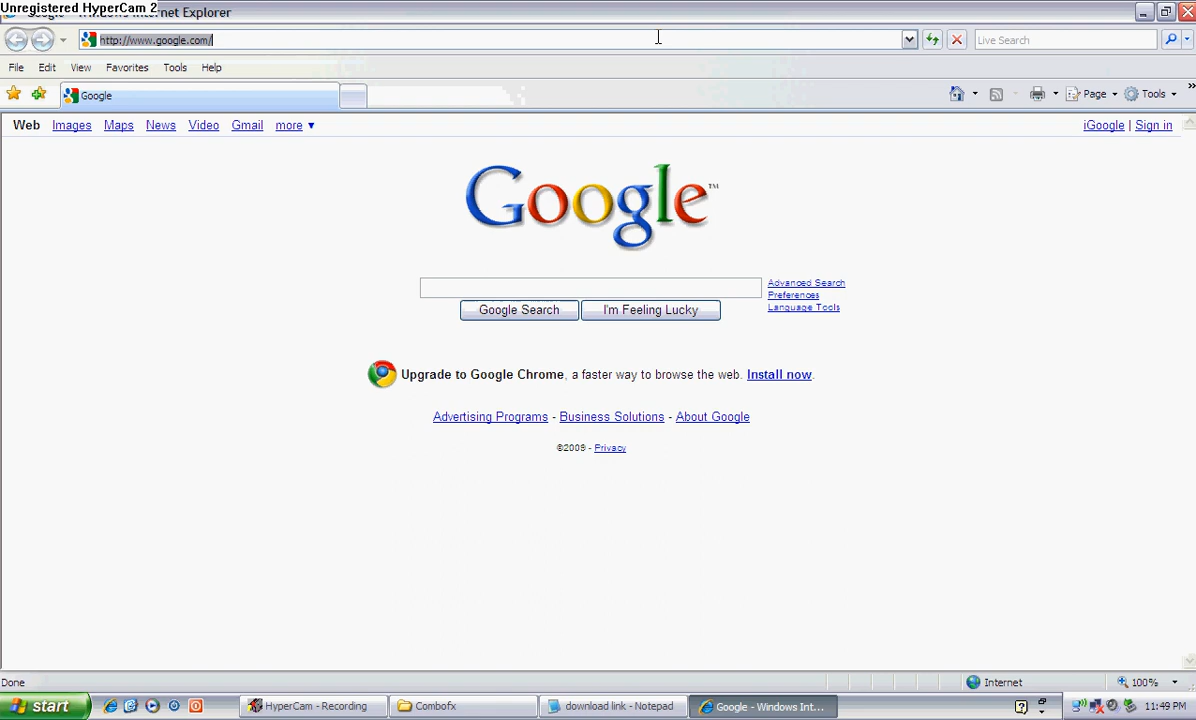 Unregistered HyperCam 2
Google - Windows Internet Explorer
http://www.google.com/
Live Search
File Edit View Favorites Tools Help
Google
Page Tools
Web Images Maps News Video Gmail more ▼
iGoogle | Sign in
Google™
Advanced Search
Preferences
Language Tools
Google Search I'm Feeling Lucky
Upgrade to Google Chrome, a faster way to browse the web. Install now.
Advertising Programs - Business Solutions - About Google
©2009 - Privacy
Done Internet 100%
start HyperCam - Recording Combofx download link - Notepad Google - Windows Int... 11:49 PM